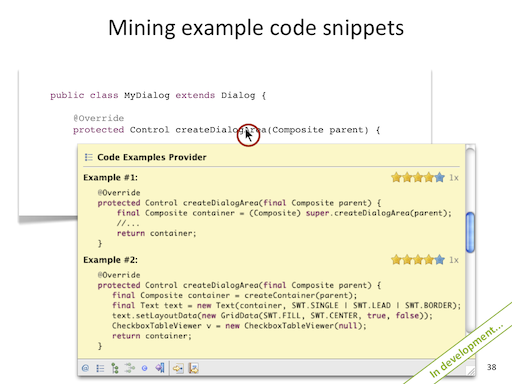 Mining example code snippets
public class MyDialog extends Dialog {
@Override
protected Control createDialogArea(Composite parent) {
Code Examples Provider
Example #1: 1x
@Override
protected Control createDialogArea(final Composite parent) {
final Composite container = (Composite) super.createDialogArea(parent);
//...
return container;
}
Example #2: 1x
@Override
protected Control createDialogArea(final Composite parent) {
final Composite container = createContainer(parent);
final Text text = new Text(container, SWT.SINGLE | SWT.LEAD | SWT.BORDER);
text.setLayoutData(new GridData(SWT.FILL, SWT.CENTER, true, false));
CheckboxTableViewer v = new CheckboxTableViewer(null);
return container;
}
In development...
38